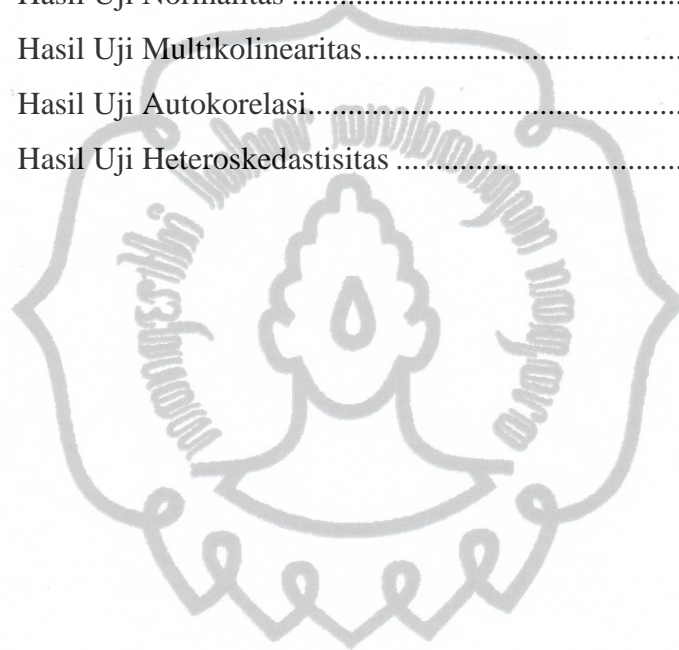 Hasil Uji Normalitas ........................................................
Hasil Uji Multikolinearitas..............................................
Hasil Uji Autokorelasi.....................................................
Hasil Uji Heteroskedastisitas .........................................